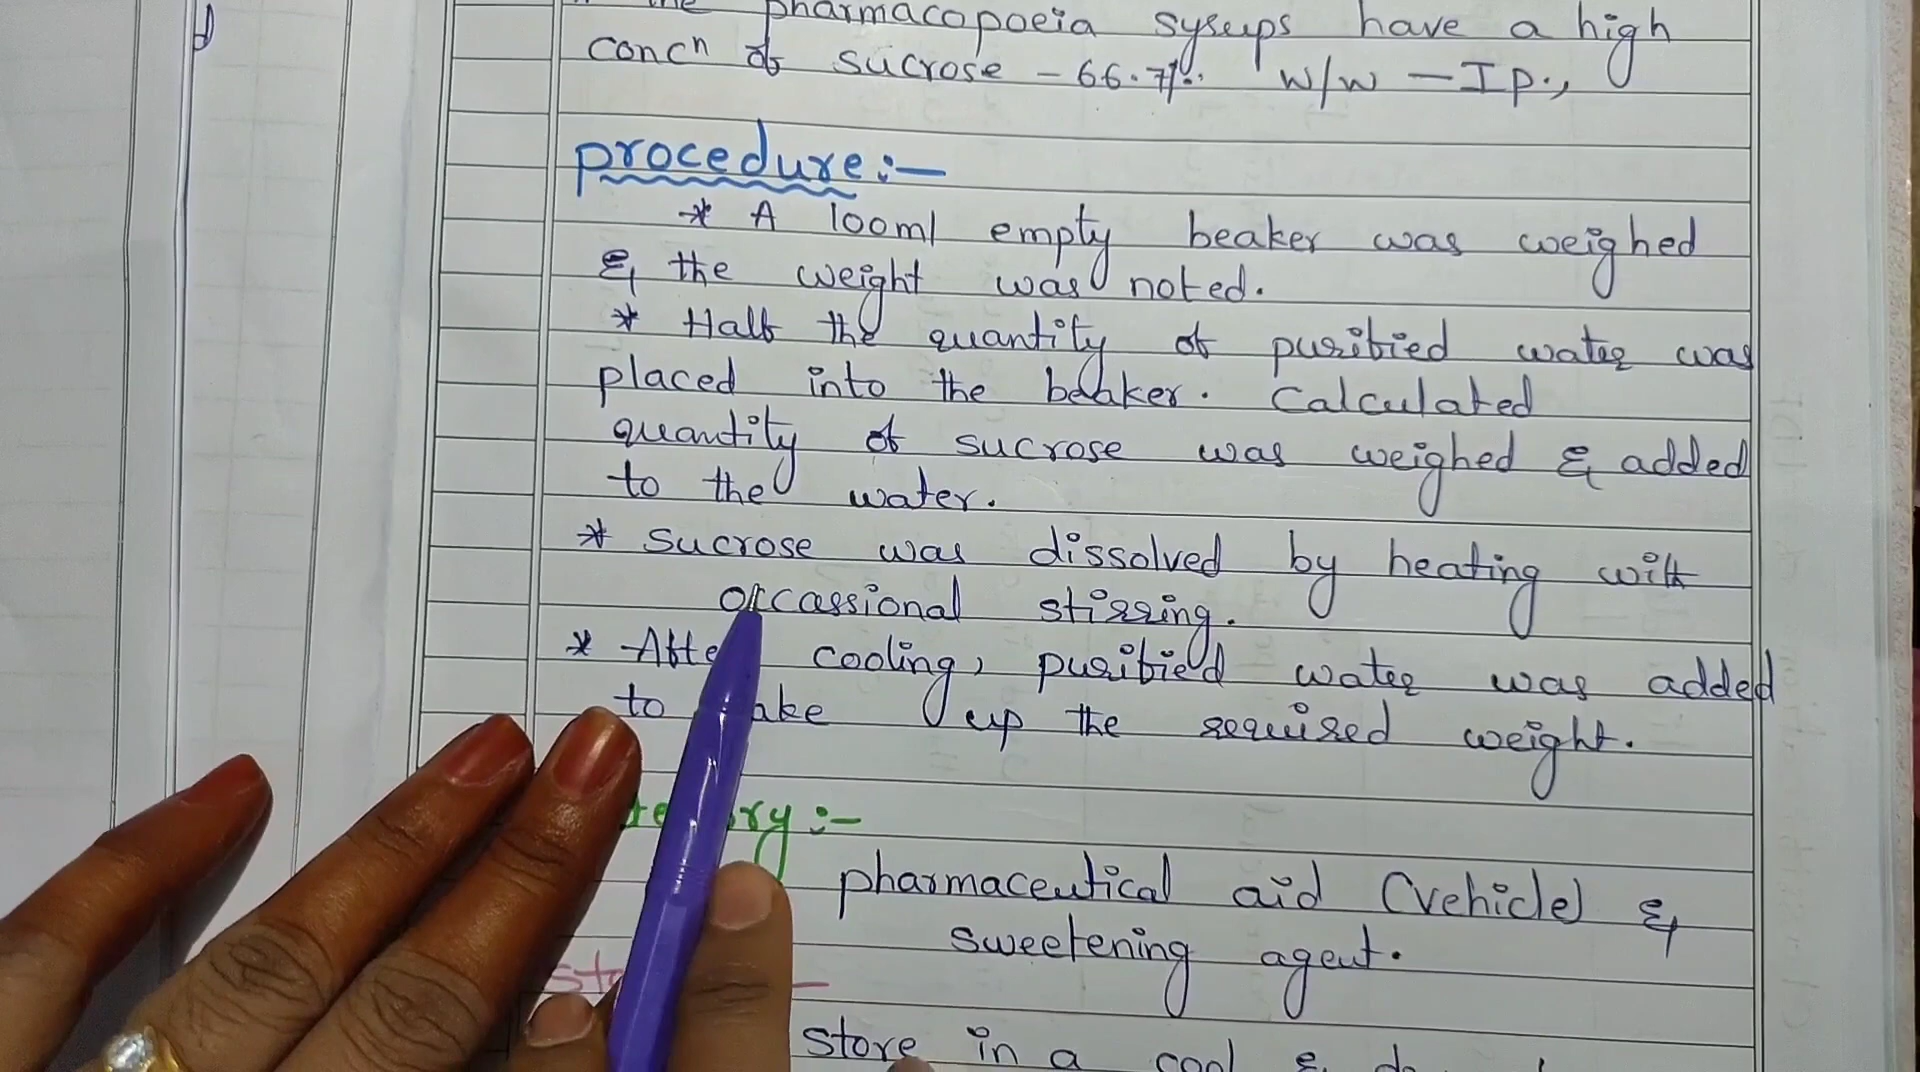 the pharmacopoeia syrups have a high
concn of sucrose - 66.7%. w/w - Ip.,
procedure:-
* A 100ml empty beaker was weighed
& the weight was noted.
* Half the quantity of purified water was
placed into the beaker. Calculated
quantity of sucrose was weighed & added
to the water.
* Sucrose was dissolved by heating with
occassional stirring.
* After cooling, purified water was added
to make up the required weight.
:-
pharmaceutical aid (vehicle) &
sweetening agent.
store in a cool &